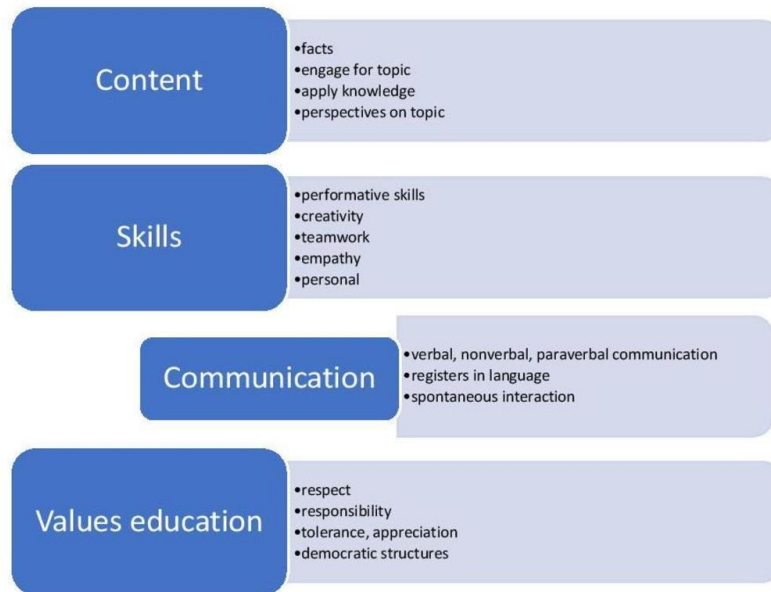 Content
•facts
•engage for topic
•apply knowledge
•perspectives on topic
Skills
•performative skills
•creativity
•teamwork
•empathy
•personal
Communication
•verbal, nonverbal, paraverbal communication
•registers in language
•spontaneous interaction
Values education
•respect
•responsibility
•tolerance, appreciation
•democratic structures